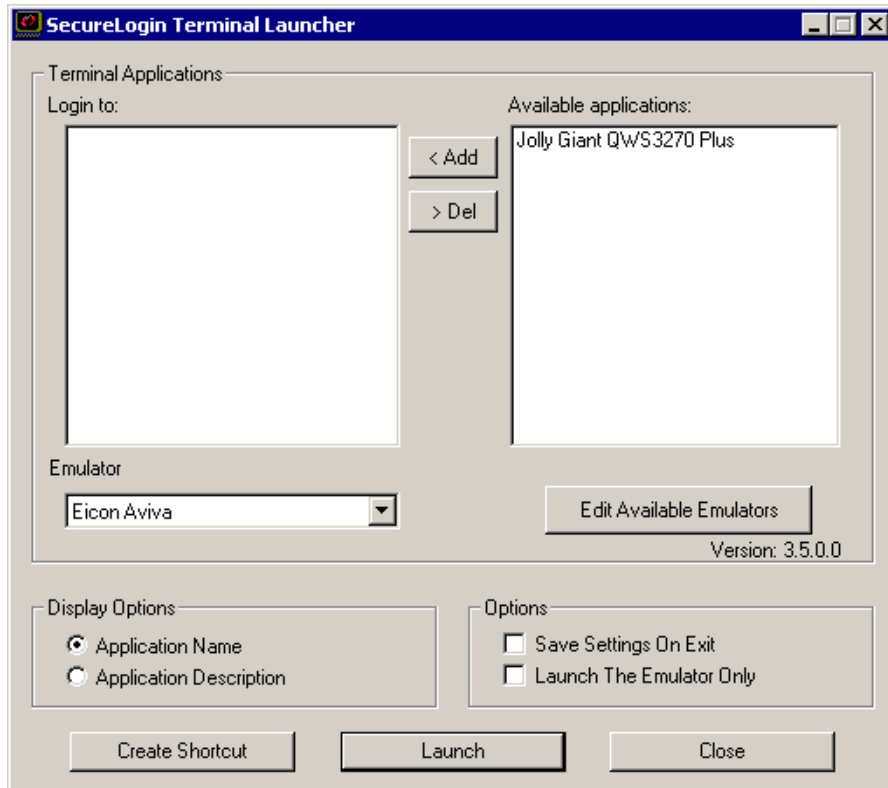 SecureLogin Terminal Launcher
Terminal Applications
Login to:
Available applications:
Jolly Giant QWS3270 Plus
< Add
> Del
Emulator
Eicon Aviva
Edit Available Emulators
Version: 3.5.0.0
Display Options
Application Name
Application Description
Options
Save Settings On Exit
Launch The Emulator Only
Create Shortcut
Launch
Close